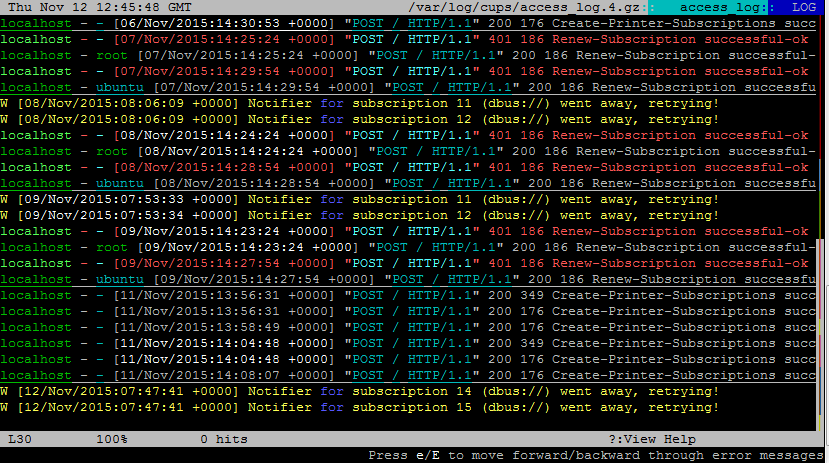 Thu Nov 12 12:45:48 GMT /var/log/cups/access_log.4.gz: access_log: LOG
localhost - - [06/Nov/2015:14:30:53 +0000] "POST / HTTP/1.1" 200 176 Create-Printer-Subscriptions succ
localhost - - [07/Nov/2015:14:25:24 +0000] "POST / HTTP/1.1" 401 186 Renew-Subscription successful-ok
localhost - root [07/Nov/2015:14:25:24 +0000] "POST / HTTP/1.1" 200 186 Renew-Subscription successful-
localhost - - [07/Nov/2015:14:29:54 +0000] "POST / HTTP/1.1" 401 186 Renew-Subscription successful-ok
localhost - ubuntu [07/Nov/2015:14:29:54 +0000] "POST / HTTP/1.1" 200 186 Renew-Subscription successfu
W [08/Nov/2015:08:06:09 +0000] Notifier for subscription 11 (dbus://) went away, retrying!
W [08/Nov/2015:08:06:09 +0000] Notifier for subscription 12 (dbus://) went away, retrying!
localhost - - [08/Nov/2015:14:24:24 +0000] "POST / HTTP/1.1" 401 186 Renew-Subscription successful-ok
localhost - root [08/Nov/2015:14:24:24 +0000] "POST / HTTP/1.1" 200 186 Renew-Subscription successful-
localhost - - [08/Nov/2015:14:28:54 +0000] "POST / HTTP/1.1" 401 186 Renew-Subscription successful-ok
localhost - ubuntu [08/Nov/2015:14:28:54 +0000] "POST / HTTP/1.1" 200 186 Renew-Subscription successfu
W [09/Nov/2015:07:53:33 +0000] Notifier for subscription 11 (dbus://) went away, retrying!
W [09/Nov/2015:07:53:34 +0000] Notifier for subscription 12 (dbus://) went away, retrying!
localhost - - [09/Nov/2015:14:23:24 +0000] "POST / HTTP/1.1" 401 186 Renew-Subscription successful-ok
localhost - root [09/Nov/2015:14:23:24 +0000] "POST / HTTP/1.1" 200 186 Renew-Subscription successful-
localhost - - [09/Nov/2015:14:27:54 +0000] "POST / HTTP/1.1" 401 186 Renew-Subscription successful-ok
localhost - ubuntu [09/Nov/2015:14:27:54 +0000] "POST / HTTP/1.1" 200 186 Renew-Subscription successfu
localhost - - [11/Nov/2015:13:56:31 +0000] "POST / HTTP/1.1" 200 349 Create-Printer-Subscriptions succ
localhost - - [11/Nov/2015:13:56:31 +0000] "POST / HTTP/1.1" 200 176 Create-Printer-Subscriptions succ
localhost - - [11/Nov/2015:13:58:49 +0000] "POST / HTTP/1.1" 200 176 Create-Printer-Subscriptions succ
localhost - - [11/Nov/2015:14:04:48 +0000] "POST / HTTP/1.1" 200 349 Create-Printer-Subscriptions succ
localhost - - [11/Nov/2015:14:04:48 +0000] "POST / HTTP/1.1" 200 176 Create-Printer-Subscriptions succ
localhost - - [11/Nov/2015:14:08:07 +0000] "POST / HTTP/1.1" 200 176 Create-Printer-Subscriptions succ
W [12/Nov/2015:07:47:41 +0000] Notifier for subscription 14 (dbus://) went away, retrying!
W [12/Nov/2015:07:47:41 +0000] Notifier for subscription 15 (dbus://) went away, retrying!
L30 100% 0 hits ?:View Help
Press e/E to move forward/backward through error messages